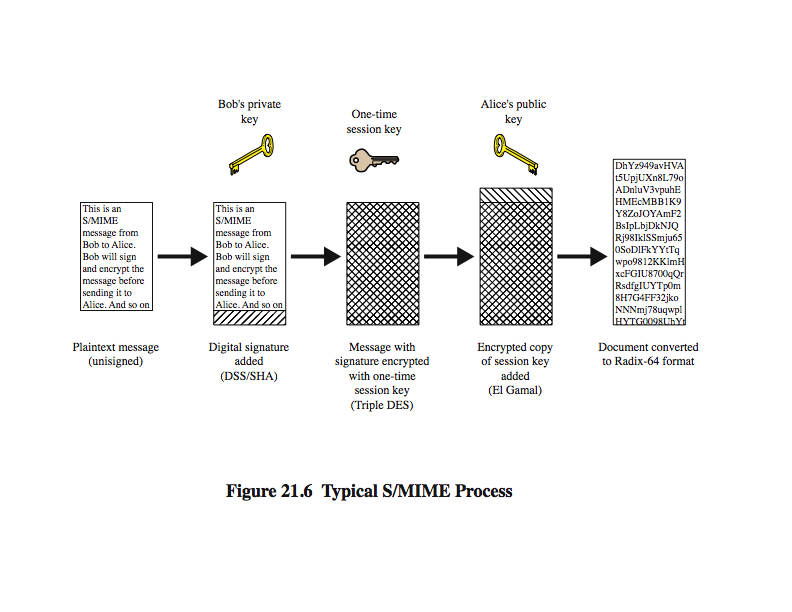 Bob's private
key
One-time
session key
Alice's public
key
This is an
S/MIME
message from
Bob to Alice.
Bob will sign
and encrypt the
message before
sending it to
Alice. And so on
This is an
S/MIME
message from
Bob to Alice.
Bob will sign
and encrypt the
message before
sending it to
Alice. And so on
DhYz949avHVA
t5UpjUXn8L79o
ADnluV3vpuhE
HMEcMBB1K9
Y8ZoJOYAmF2
BsIpLbjDkNJQ
Rj98IklSSmju65
0SoDlFkYYtTq
wpo9812KKlmH
xcFGIU8700qQr
RsdfgIUYTp0m
8H7G4FF32jko
NNNmj78uqwpl
HYTG0098UhYt
Plaintext message
(unisigned)
Digital signature
added
(DSS/SHA)
Message with
signature encrypted
with one-time
session key
(Triple DES)
Encrypted copy
of session key
added
(El Gamal)
Document converted
to Radix-64 format
Figure 21.6 Typical S/MIME Process